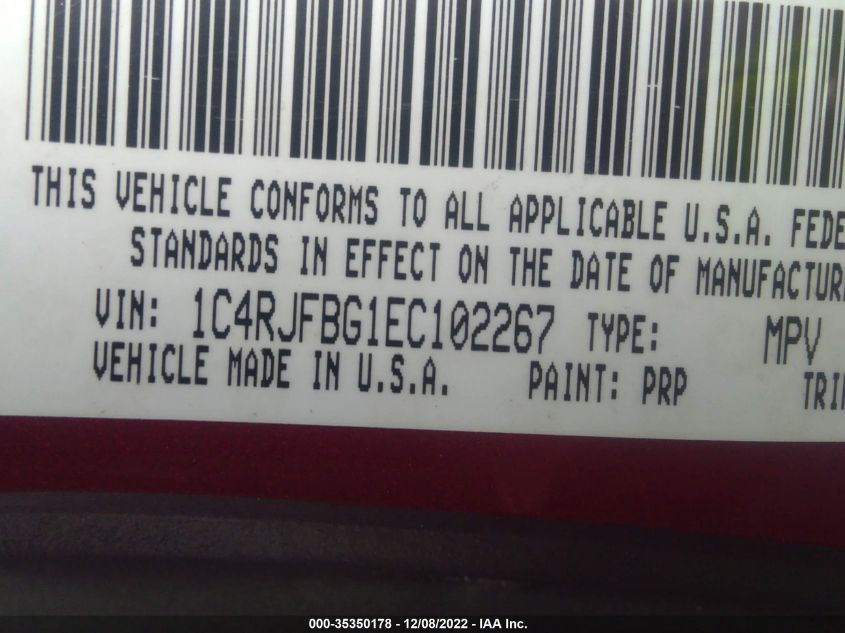 THIS VEHICLE CONFORMS TO ALL APPLICABLE U.S.A. FEDE
STANDARDS IN EFFECT ON THE DATE OF MANUFACTUR
VIN: 1C4RJFBG1EC102267 TYPE: MPV
VEHICLE MADE IN U.S.A. PAINT: PRP TRI
000-35350178 - 12/08/2022 - IAA Inc.